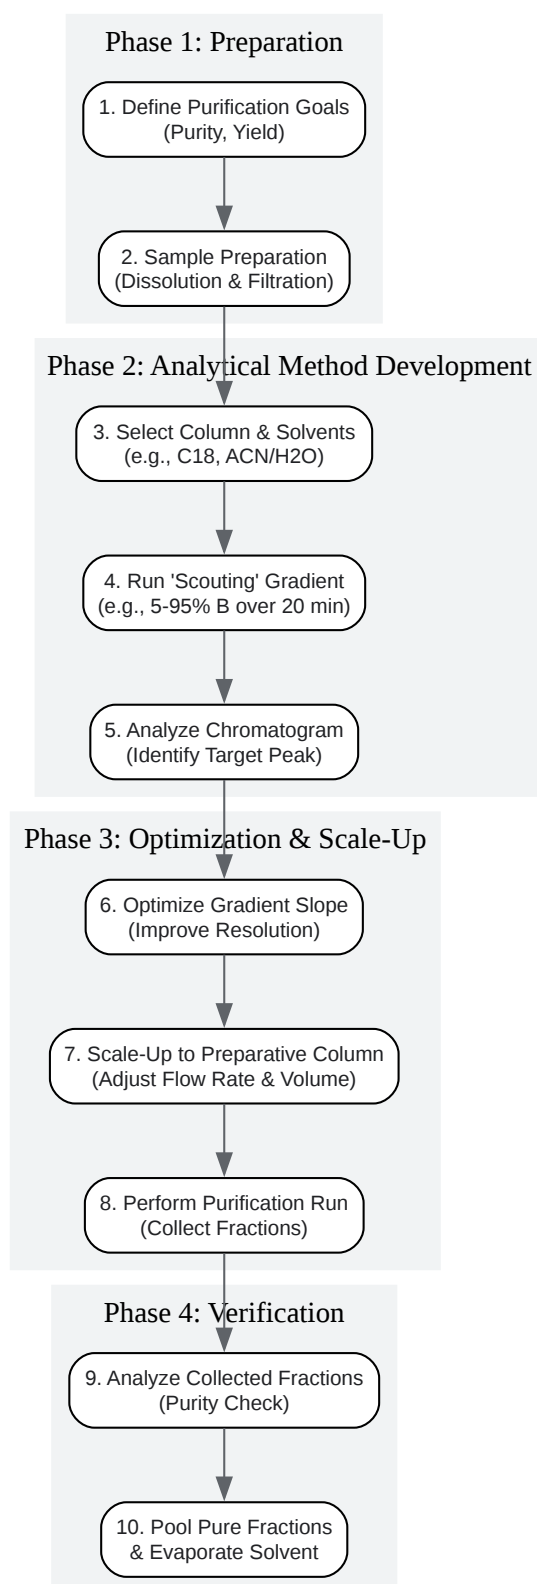 Phase 1: Preparation
1. Define Purification Goals
(Purity, Yield)
2. Sample Preparation
(Dissolution & Filtration)
Phase 2: Analytical Method Development
3. Select Column & Solvents
(e.g., C18, ACN/H2O)
4. Run 'Scouting' Gradient
(e.g., 5-95% B over 20 min)
5. Analyze Chromatogram
(Identify Target Peak)
Phase 3: Optimization & Scale-Up
6. Optimize Gradient Slope
(Improve Resolution)
7. Scale-Up to Preparative Column
(Adjust Flow Rate & Volume)
8. Perform Purification Run
(Collect Fractions)
Phase 4: Verification
9. Analyze Collected Fractions
(Purity Check)
10. Pool Pure Fractions
& Evaporate Solvent